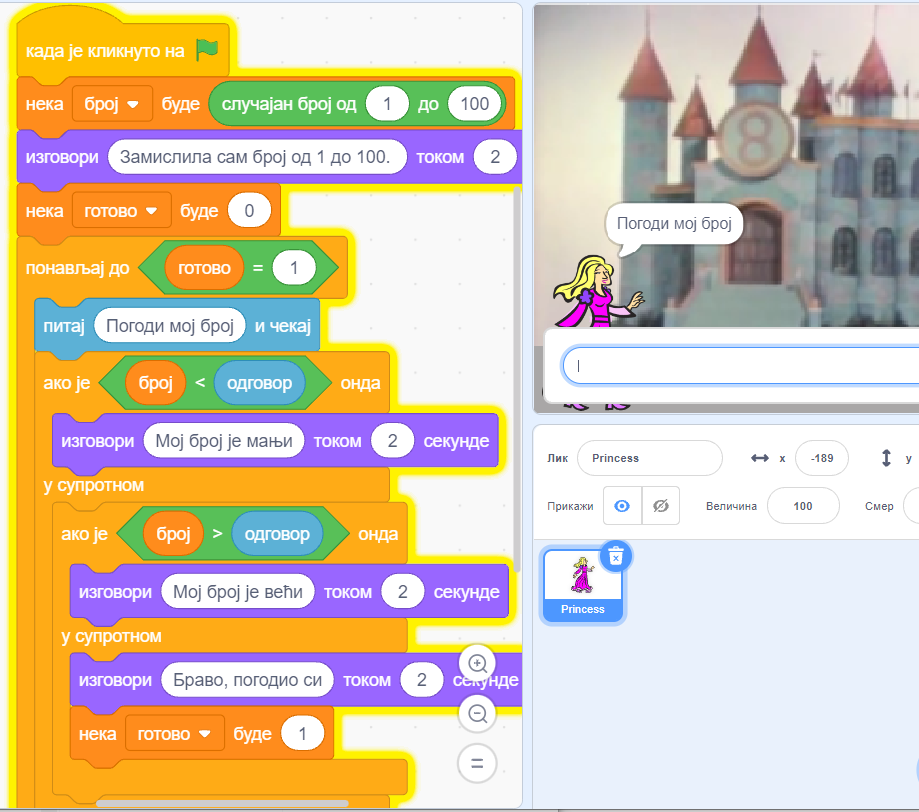 када је кликнуто на
нека број буде случајан број од 1 до 100
изговори Замислила сам број од 1 до 100. током 2
нека готово буде 0
понављај до готово = 1
питај Погоди мој број и чекај
ако је број < одговор онда
изговори Мој број је мањи током 2 секунде
у супротном
ако је број > одговор онда
изговори Мој број је већи током 2 секунде
у супротном
изговори Браво, погодио си током 2 секунде
нека готово буде 1
8
Погоди мој број
Лик Princess x -189 y
Прикажи Величина 100 Смер
Princess